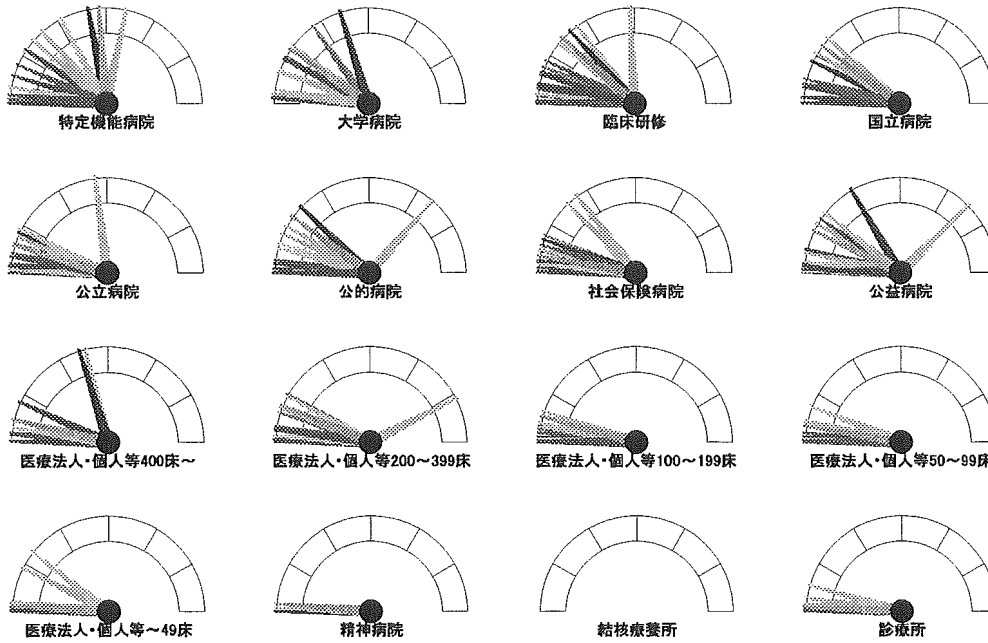 特定機能病院
大学病院
臨床研修
国立病院
公立病院
公的病院
社会保険病院
公益病院
医療法人・個人等400床～
医療法人・個人等200～399床
医療法人・個人等100～199床
医療法人・個人等50～99床
医療法人・個人等～49床
精神病院
結核療養所
診療所